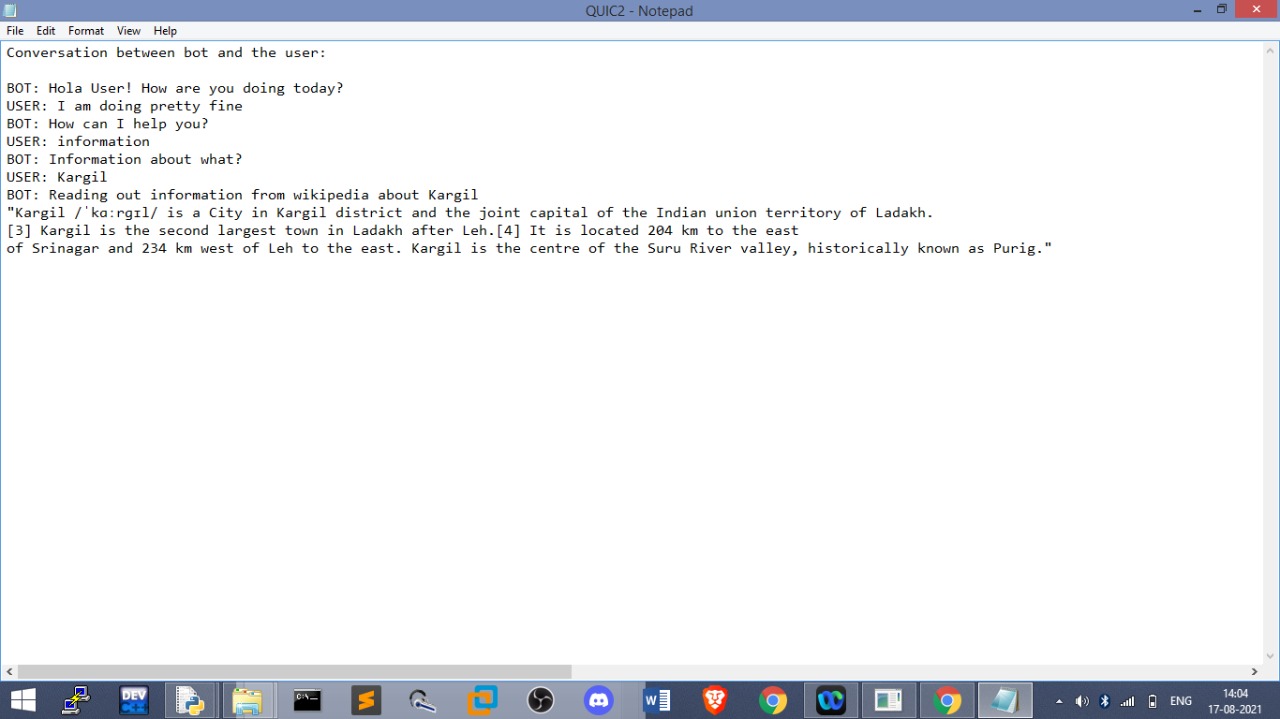 QUIC2 - Notepad
File Edit Format View Help
Conversation between bot and the user:
BOT: Hola User! How are you doing today?
USER: I am doing pretty fine
BOT: How can I help you?
USER: information
BOT: Information about what?
USER: Kargil
BOT: Reading out information from wikipedia about Kargil
"Kargil /ˈkɑːrɡɪl/ is a City in Kargil district and the joint capital of the Indian union territory of Ladakh.
[3] Kargil is the second largest town in Ladakh after Leh.[4] It is located 204 km to the east
of Srinagar and 234 km west of Leh to the east. Kargil is the centre of the Suru River valley, historically known as Purig."
DEV
C:\
W
ENG
14:04
17-08-2021